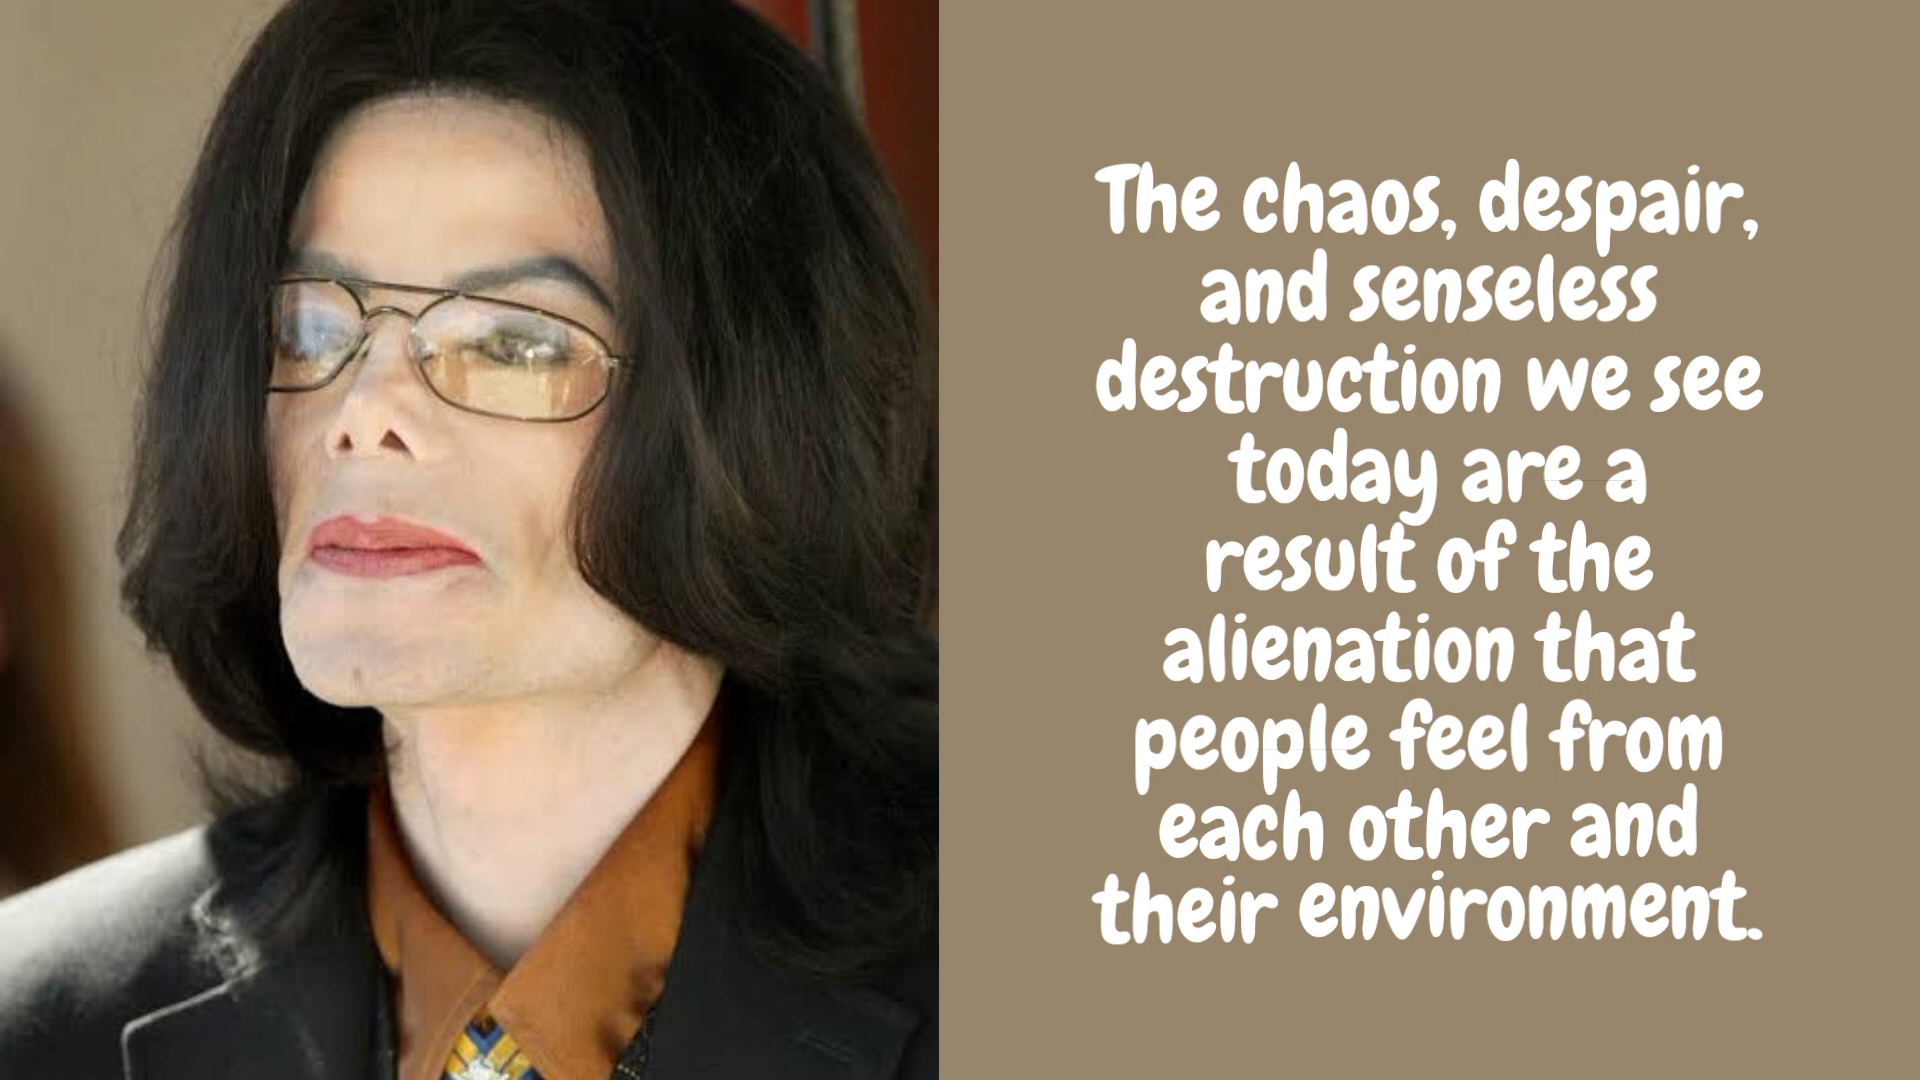 The chaos, despair,
and senseless
destruction we see
today are a
result of the
alienation that
people feel from
each other and
their environment.